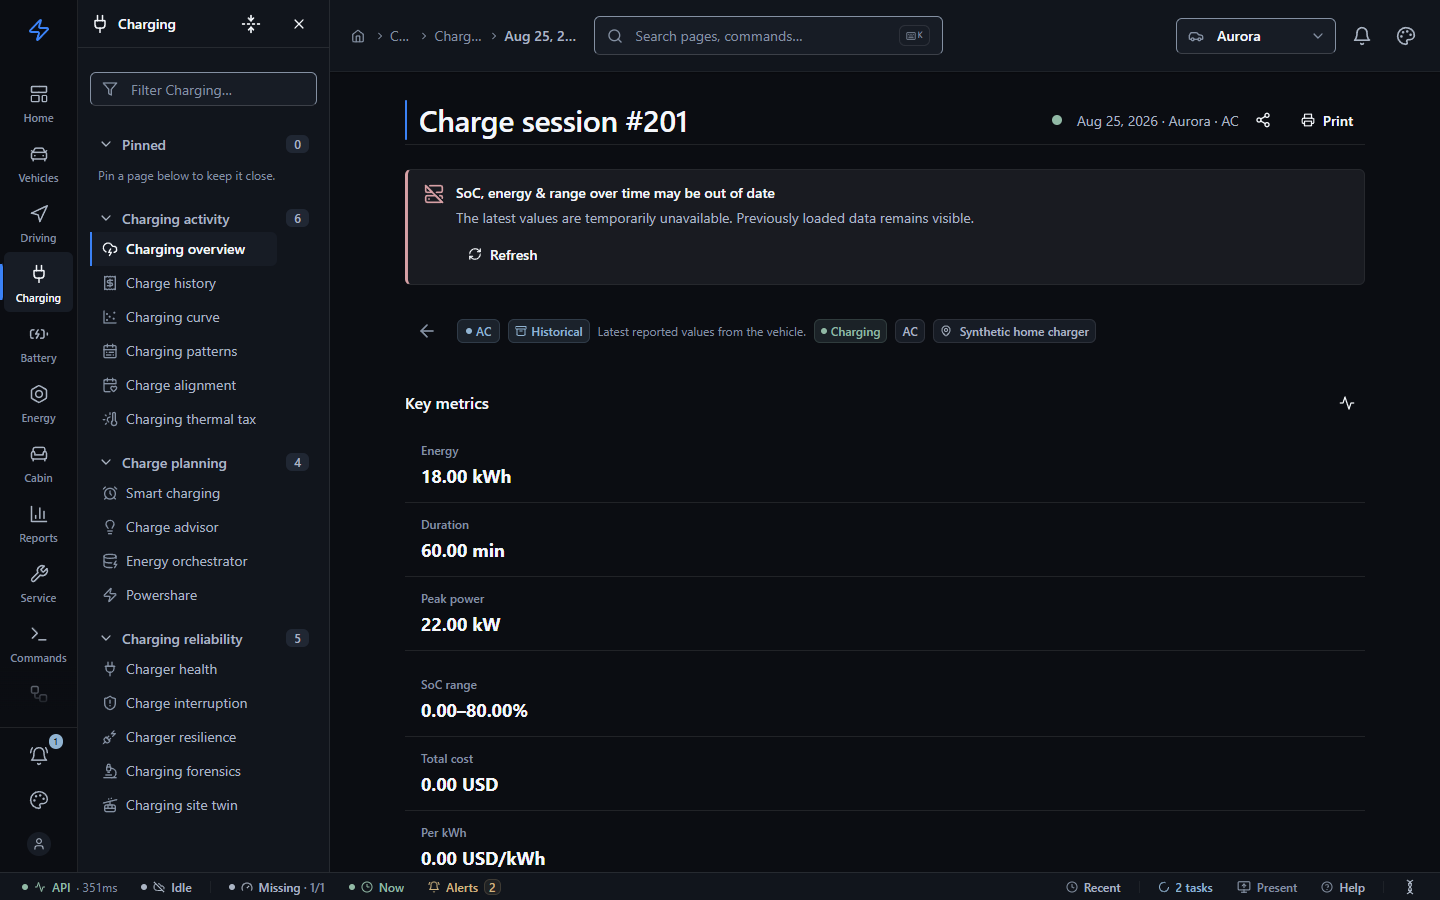 Home
Vehicles
Driving
Charging
Battery
Energy
Cabin
Reports
Service
Commands
1
Charging
Filter Charging...
Pinned 0
Pin a page below to keep it close.
Charging activity 6
Charging overview
Charge history
Charging curve
Charging patterns
Charge alignment
Charging thermal tax
Charge planning 4
Smart charging
Charge advisor
Energy orchestrator
Powershare
Charging reliability 5
Charger health
Charge interruption
Charger resilience
Charging forensics
Charging site twin
C... Charg... Aug 25, 2...
Search pages, commands... K
Aurora
Charge session #201
Aug 25, 2026 · Aurora · AC
Print
SoC, energy & range over time may be out of date
The latest values are temporarily unavailable. Previously loaded data remains visible.
Refresh
AC Historical Latest reported values from the vehicle. Charging AC Synthetic home charger
Key metrics
Energy
18.00 kWh
Duration
60.00 min
Peak power
22.00 kW
SoC range
0.00–80.00%
Total cost
0.00 USD
Per kWh
0.00 USD/kWh
API · 351ms Idle Missing · 1/1 Now Alerts 2 Recent 2 tasks Present Help